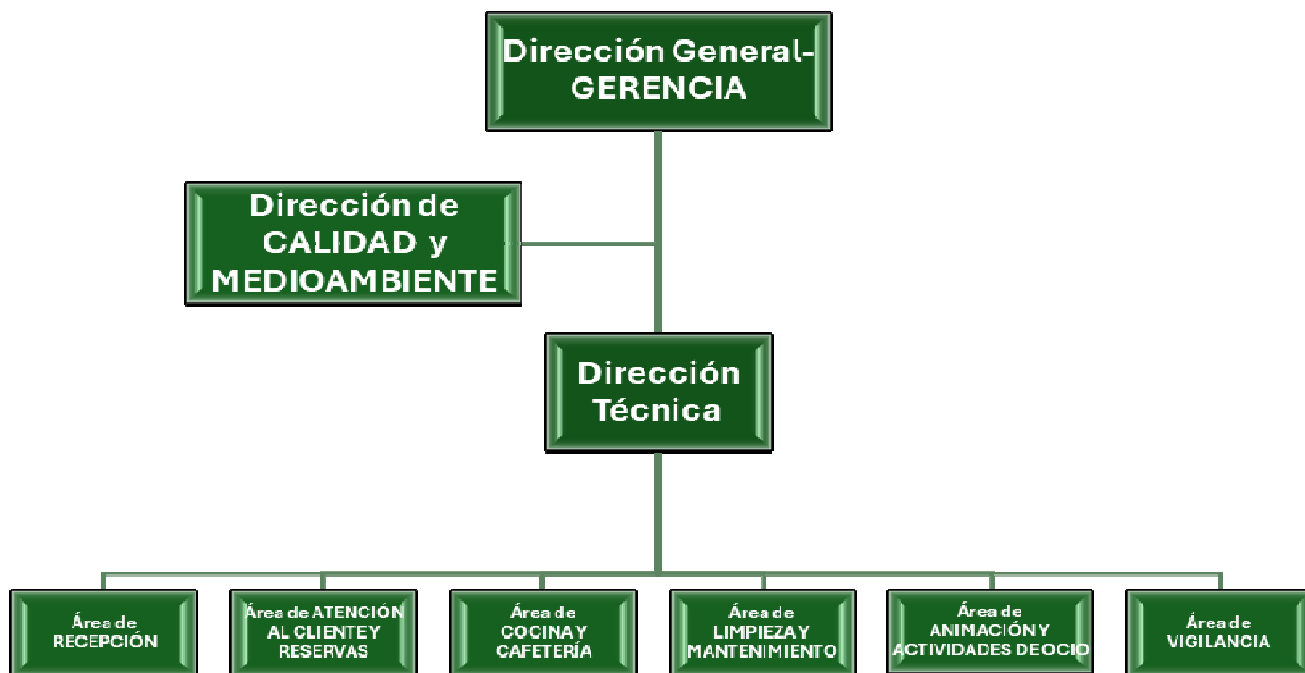 Dirección General-
GERENCIA
Dirección de
CALIDAD y
MEDIOAMBIENTE
Dirección
Técnica
Área de
RECEPCIÓN
Área de ATENCIÓN
AL CLIENTE Y
RESERVAS
Área de
COCINA Y
CAFETERÍA
Área de
LIMPIEZA Y
MANTENIMIENTO
Área de
ANIMACIÓN Y
ACTIVIDADES DE OCIO
Área de
VIGILANCIA